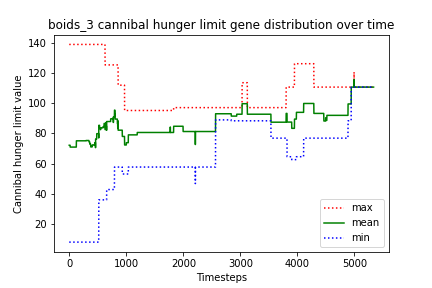 boids_3 cannibal hunger limit gene distribution over time
Cannibal hunger limit value
140
120
100
80
60
40
20
0
1000
2000
3000
4000
5000
Timesteps
max
mean
min